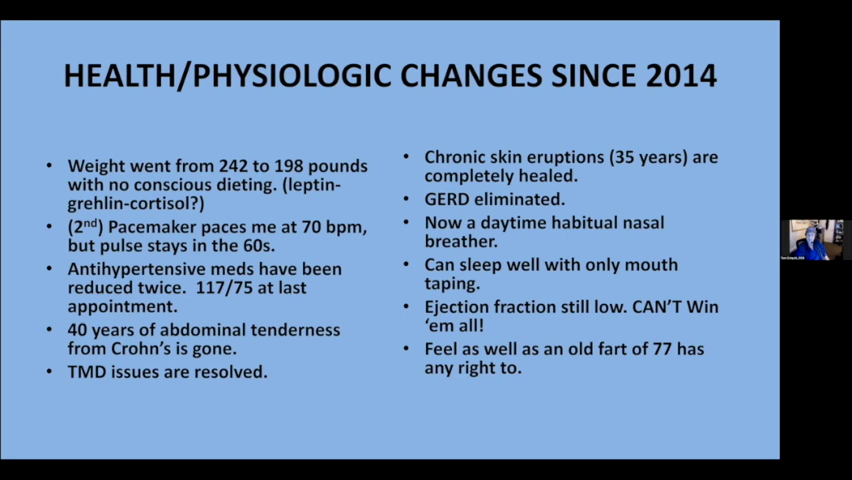 HEALTH/PHYSIOLOGIC CHANGES SINCE 2014
• Weight went from 242 to 198 pounds
with no conscious dieting. (leptin-
grehlin-cortisol?)
• (2nd) Pacemaker paces me at 70 bpm,
but pulse stays in the 60s.
• Antihypertensive meds have been
reduced twice.  117/75 at last
appointment.
• 40 years of abdominal tenderness
from Crohn's is gone.
• TMD issues are resolved.
• Chronic skin eruptions (35 years) are
completely healed.
• GERD eliminated.
• Now a daytime habitual nasal
breather.
• Can sleep well with only mouth
taping.
• Ejection fraction still low. CAN'T Win
'em all!
• Feel as well as an old fart of 77 has
any right to.